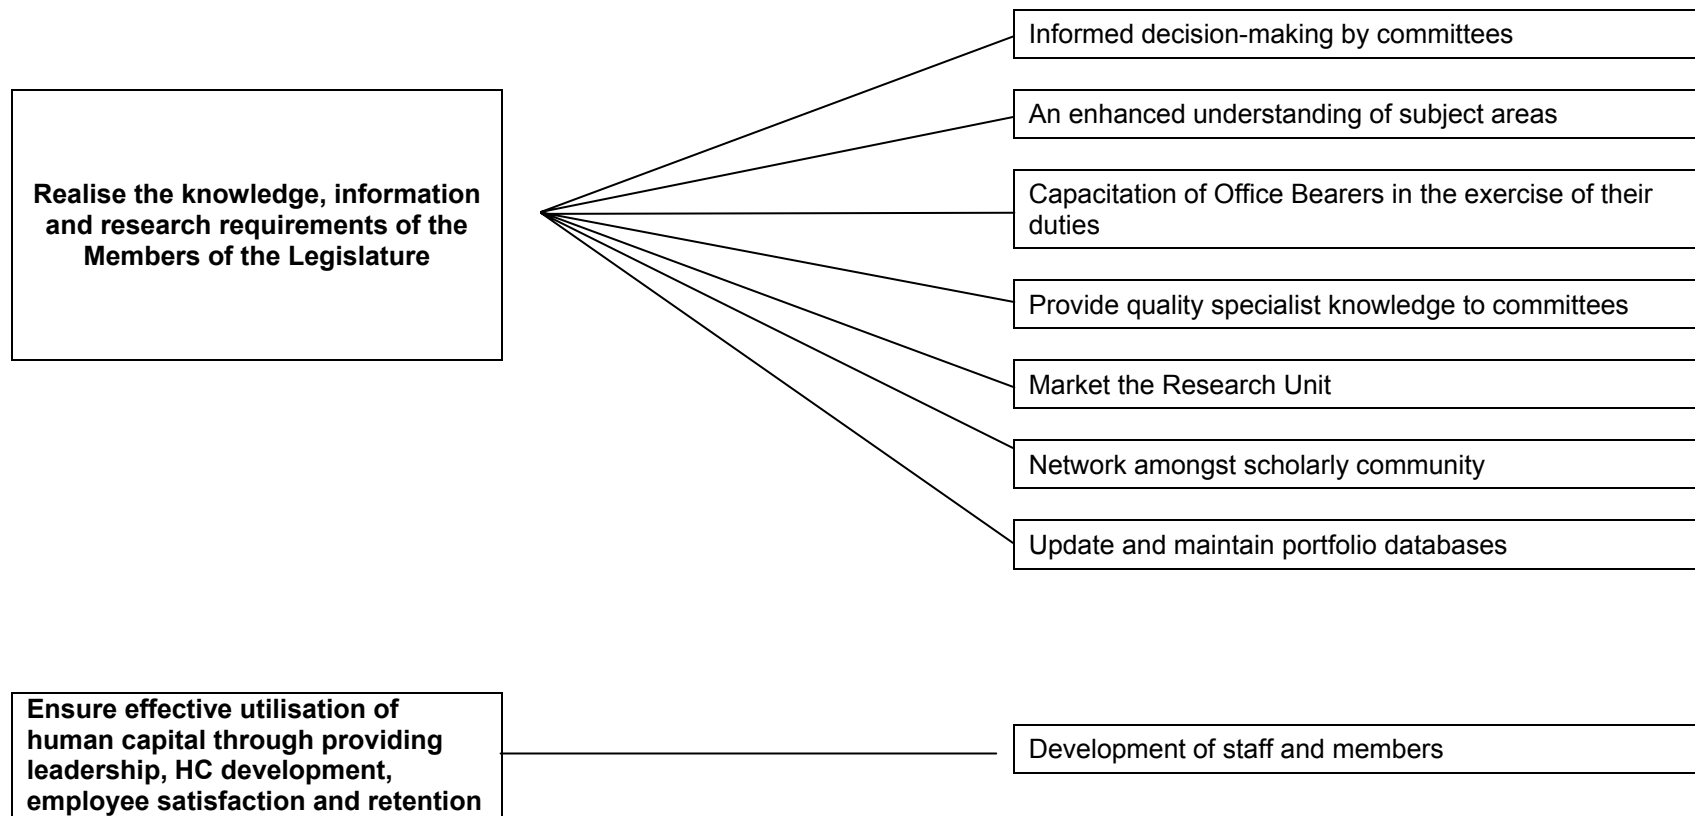 Informed decision-making by committees
An enhanced understanding of subject areas
Realise the knowledge, information
and research requirements of the
Members of the Legislature
Capacitation of Office Bearers in the exercise of their
duties
Provide quality specialist knowledge to committees
Market the Research Unit
Network amongst scholarly community
Update and maintain portfolio databases
Ensure effective utilisation of
human capital through providing
leadership, HC development,
employee satisfaction and retention
Development of staff and members